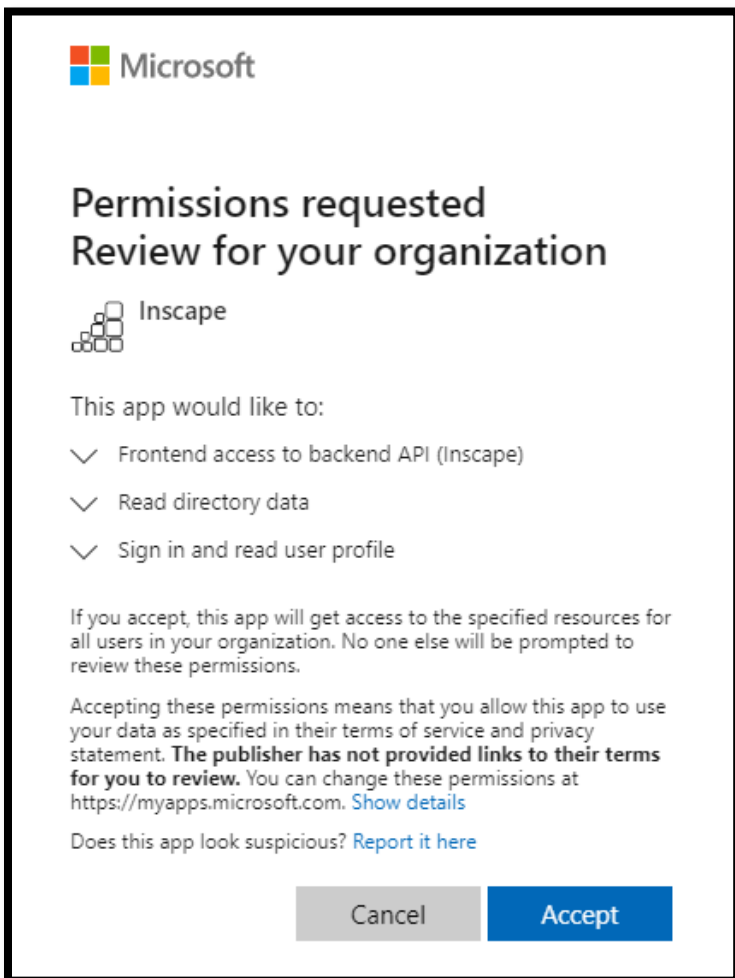 Microsoft
Permissions requested
Review for your organization
Inscape
This app would like to:
Frontend access to backend API (Inscape)
Read directory data
Sign in and read user profile
If you accept, this app will get access to the specified resources for
all users in your organization. No one else will be prompted to
review these permissions.
Accepting these permissions means that you allow this app to use
your data as specified in their terms of service and privacy
statement. The publisher has not provided links to their terms
for you to review. You can change these permissions at
https://myapps.microsoft.com. Show details
Does this app look suspicious? Report it here
Cancel Accept